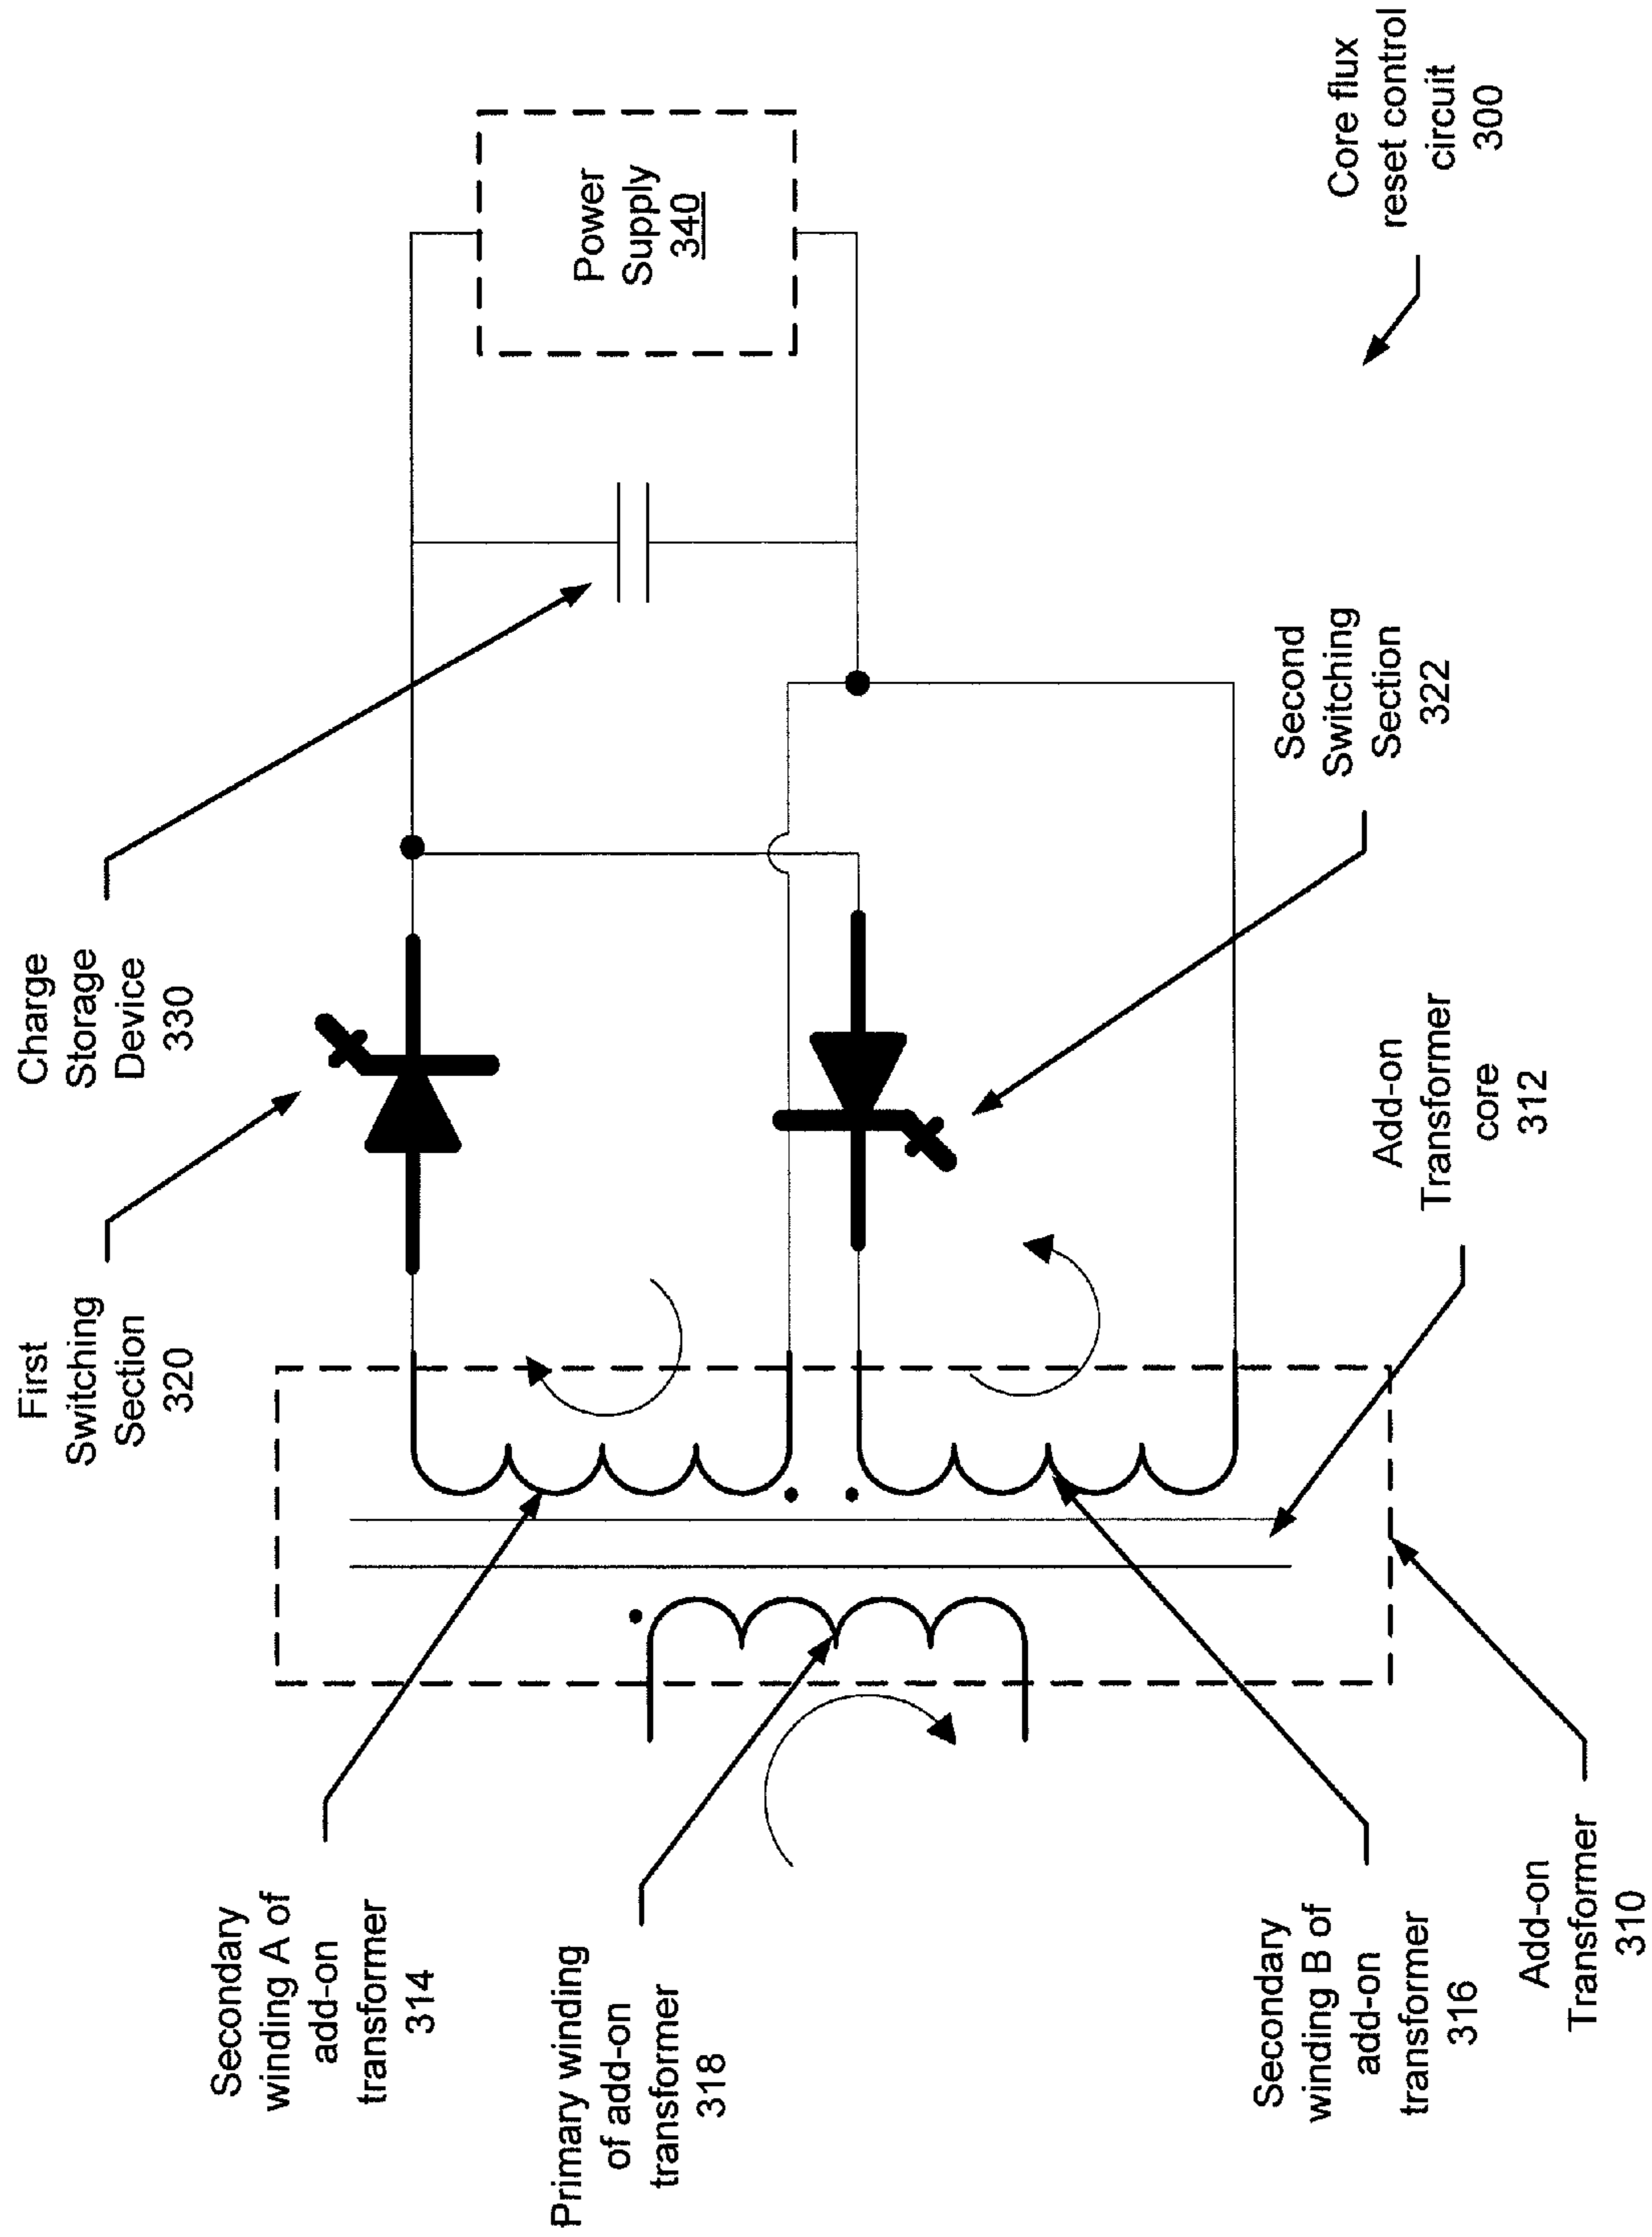 Charge
Storage
Device
330
First
Switching
Section
320
Secondary
winding A of
add-on
transformer
314
Primary winding
of add-on
transformer
318
Power
Supply
340
Second
Switching
Section
322
Add-on
Transformer
core
312
Secondary
winding B of
add-on
transformer
316
Add-on
Transformer
310
Core flux
reset control
circuit
300